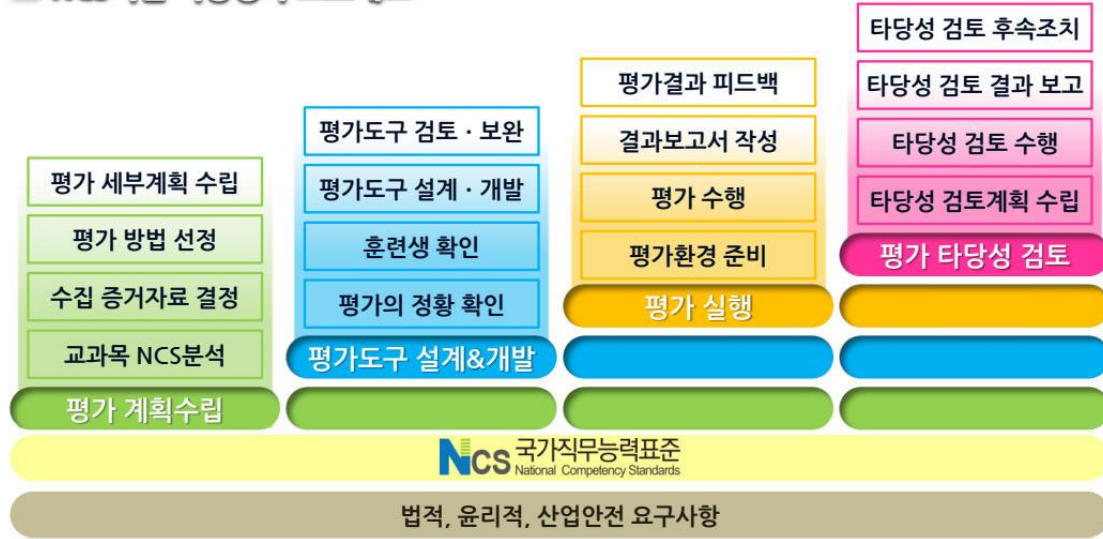 타당성 검토 후속조치
평가결과 피드백
타당성 검토 결과 보고
평가도구 검토 · 보완
결과보고서 작성
타당성 검토 수행
평가 세부계획 수립
평가도구 설계 · 개발
평가 수행
타당성 검토계획 수립
평가 방법 선정
훈련생 확인
평가환경 준비
평가 타당성 검토
수집 증거자료 결정
평가의 정황 확인
평가 실행
교과목 NCS분석
평가도구 설계&개발
평가 계획수립
NCS 국가직무능력표준
National Competency Standards
법적, 윤리적, 산업안전 요구사항